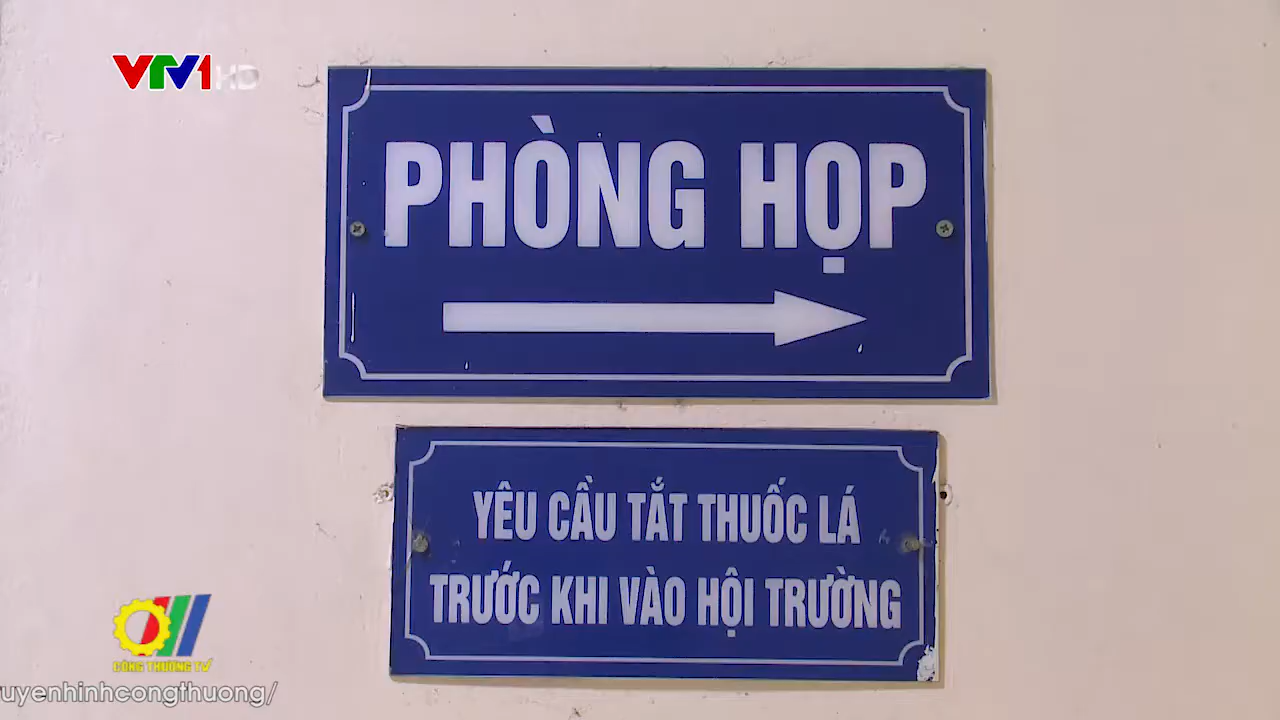 VTV1 HD
PHÒNG HỌP
YÊU CẦU TẮT THUỐC LÁ
TRƯỚC KHI VÀO HỘI TRƯỜNG
CÔNG THƯƠNG TV
uyenhinhcongthuong/